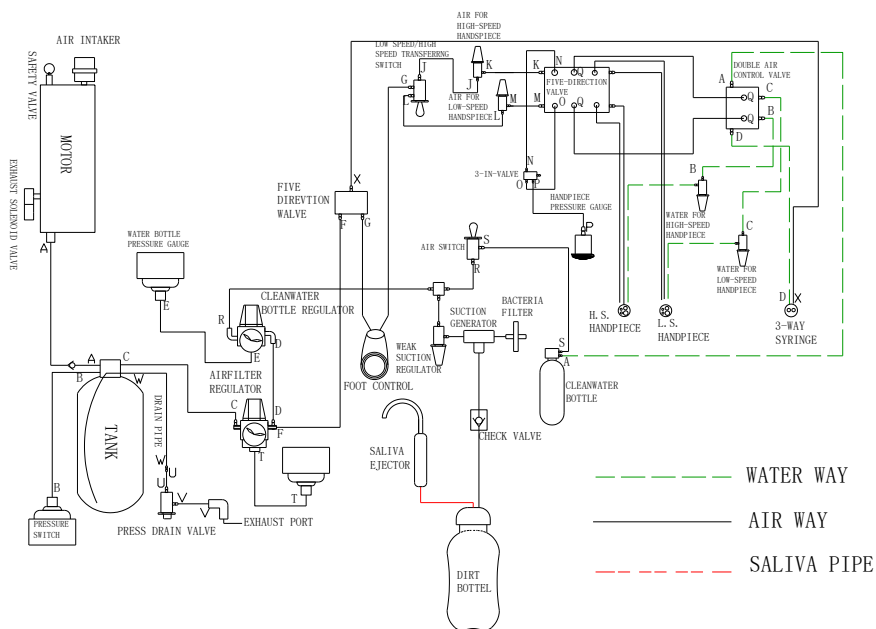 AIR INTAKER
SAFETY VALVE
MOTOR
EXHAUST SOLENOID VALVE
A
WATER BOTTLE
PRESSURE GAUGE
E
A
C
B
W
TANK
DRAIN PIPE
W
U
U
V
V
B
PRESSURE
SWITCH
PRESS DRAIN VALVE
EXHAUST PORT
AIR FOR
HIGH-SPEED
HANDSPIECE
LOW SPEED/HIGH
SPEED TRANSFERRNG
SWITCH
G
J
L
K
J
AIR FOR
LOW-SPEED
HANDPIECE
M
L
K
N
Q
FIVE-DIRECTION
VALVE
M
O
Q
A
DOUBLE AIR
CONTROL VALVE
C
Q
B
Q
D
X
FIVE
DIREVTION
WALVE
F
G
N
3-IN-VALVE
O
P
HANDPIECE
PRESSURE GAUGE
P
B
WATER FOR
HIGH-SPEED
HANDPIECE
C
WATER FOR
LOW-SPEED
HANDPIECE
AIR SWITCH
S
R
CLEANWATER
BOTTLE REGULATOR
R
D
E
AIRFILTER
REGULATOR
C
D
F
T
T
WEAK
SUCTION
REGULATOR
FOOT CONTROL
SUCTION
GENERATOR
BACTERIA
FILTER
S
A
CLEANWATER
BOTTLE
H.S.
HANDPIECE
L.S.
HANDPIECE
D
X
3-WAY
SYRINGE
CHECK VALVE
SALIVA
EJECTOR
DIRT
BOTTEL
WATER WAY
AIR WAY
SALIVA PIPE